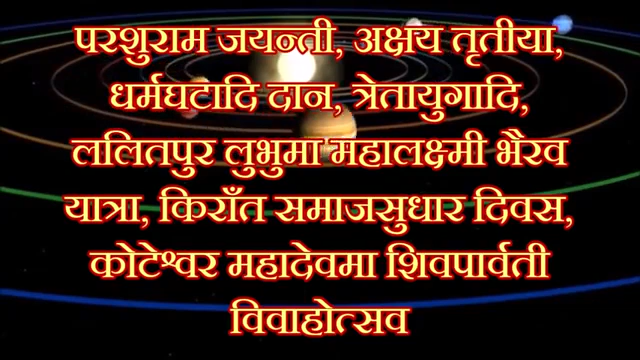 परशुराम जयन्ती, अक्षय तृतीया,
धर्मघटादि दान, त्रेतायुगादि,
ललितपुर लुभुमा महालक्ष्मी भैरव
यात्रा, किराँत समाजसुधार दिवस,
कोटेश्वर महादेवमा शिवपार्वती
विवाहोत्सव